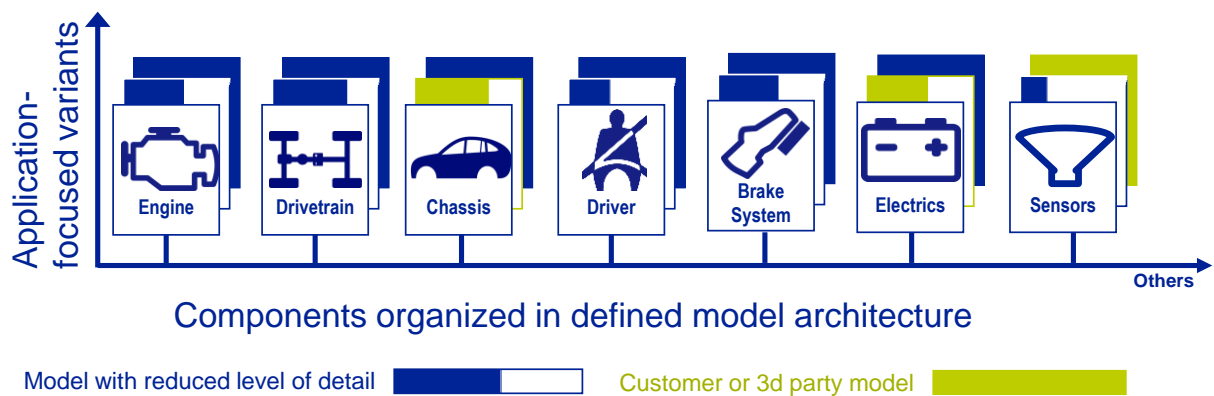 Application-
focused variants
Engine
Drivetrain
Chassis
Driver
Brake
System
Electrics
Sensors
Others
Components organized in defined model architecture
Model with reduced level of detail
Customer or 3d party model